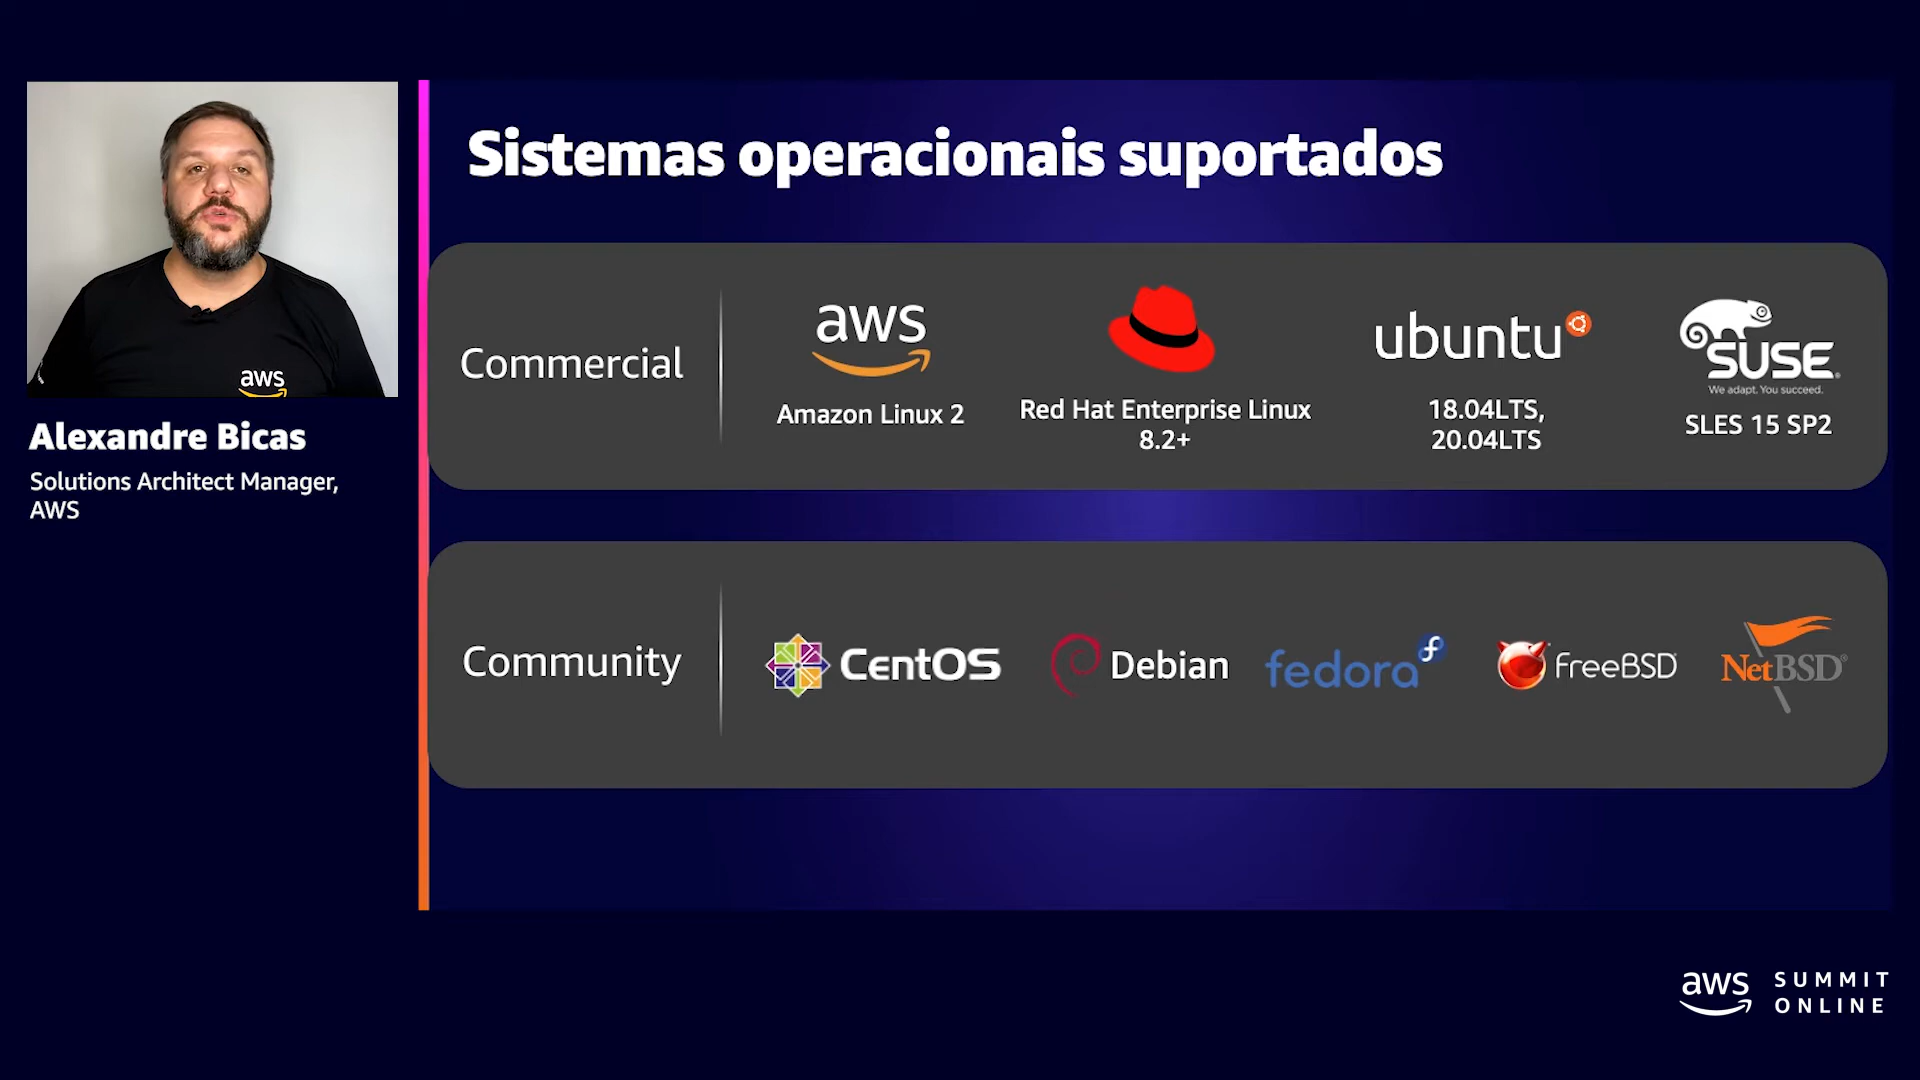 aws
Alexandre Bicas
Solutions Architect Manager,
AWS
Sistemas operacionais suportados
Commercial
aws
Amazon Linux 2
Red Hat Enterprise Linux
8.2+
ubuntu
18.04LTS,
20.04LTS
SUSE
We adapt. You succeed.
SLES 15 SP2
Community
CentOS
Debian
fedora
FreeBSD
NetBSD
aws SUMMIT
ONLINE